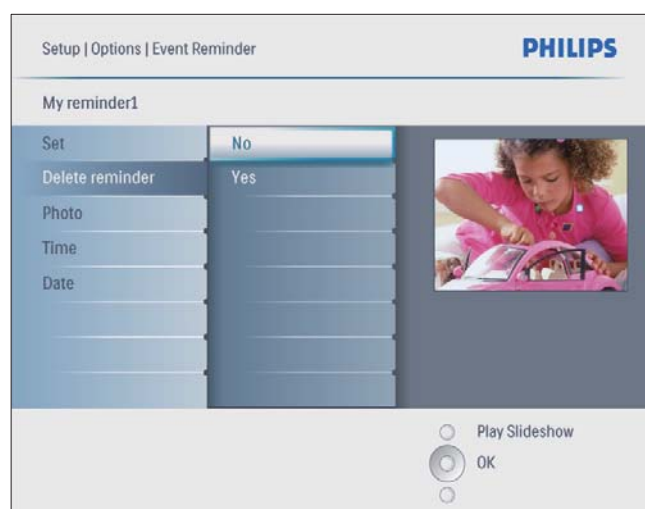 Setup | Options | Event Reminder
PHILIPS
My reminder1
Set
No
Delete reminder
Yes
Photo
Time
Date
Play Slideshow
OK